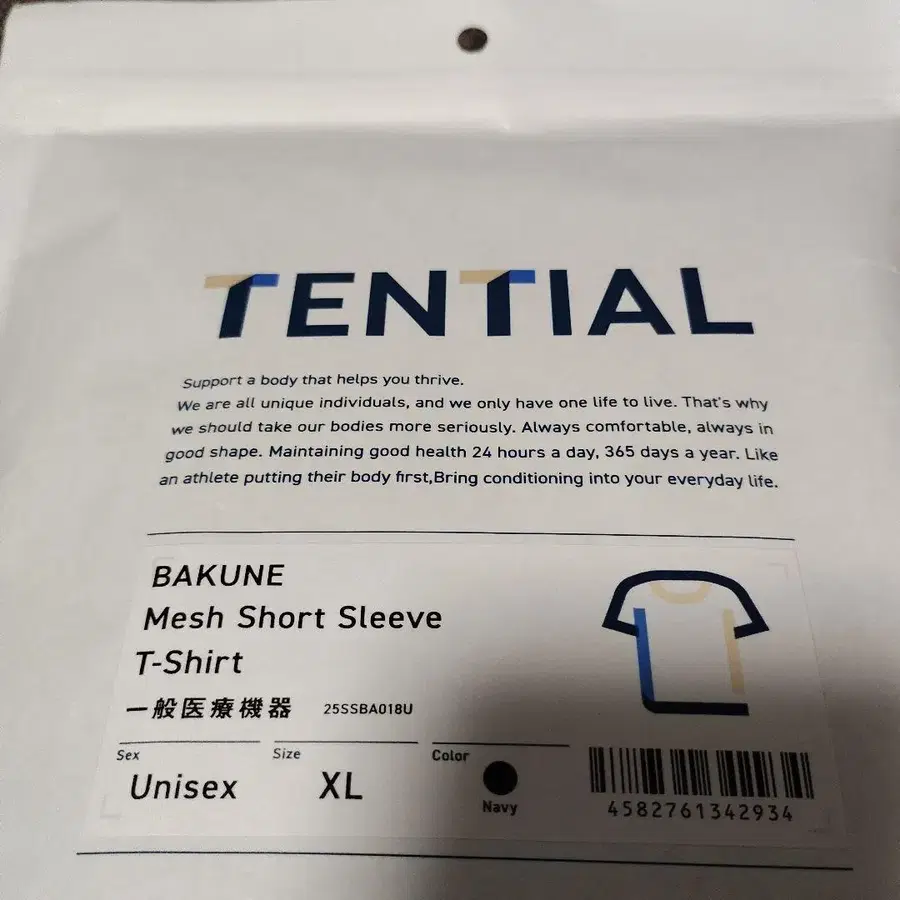 TENTIAL
Support a body that helps you thrive.
We are all unique individuals, and we only have one life to live. That's why
we should take our bodies more seriously. Always comfortable, always in
good shape. Maintaining good health 24 hours a day, 365 days a year. Like
an athlete putting their body first,Bring conditioning into your everyday life.
BAKUNE
Mesh Short Sleeve
T-Shirt
一般医療機器 25SSBA018U
Sex Size Color
Unisex XL Navy
4582761342934